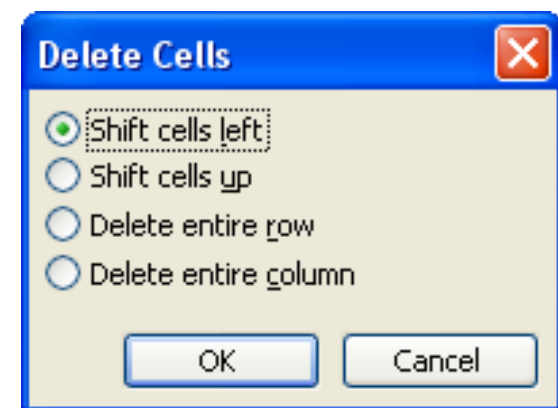 Delete Cells
Shift cells left
Shift cells up
Delete entire row
Delete entire column
OK Cancel